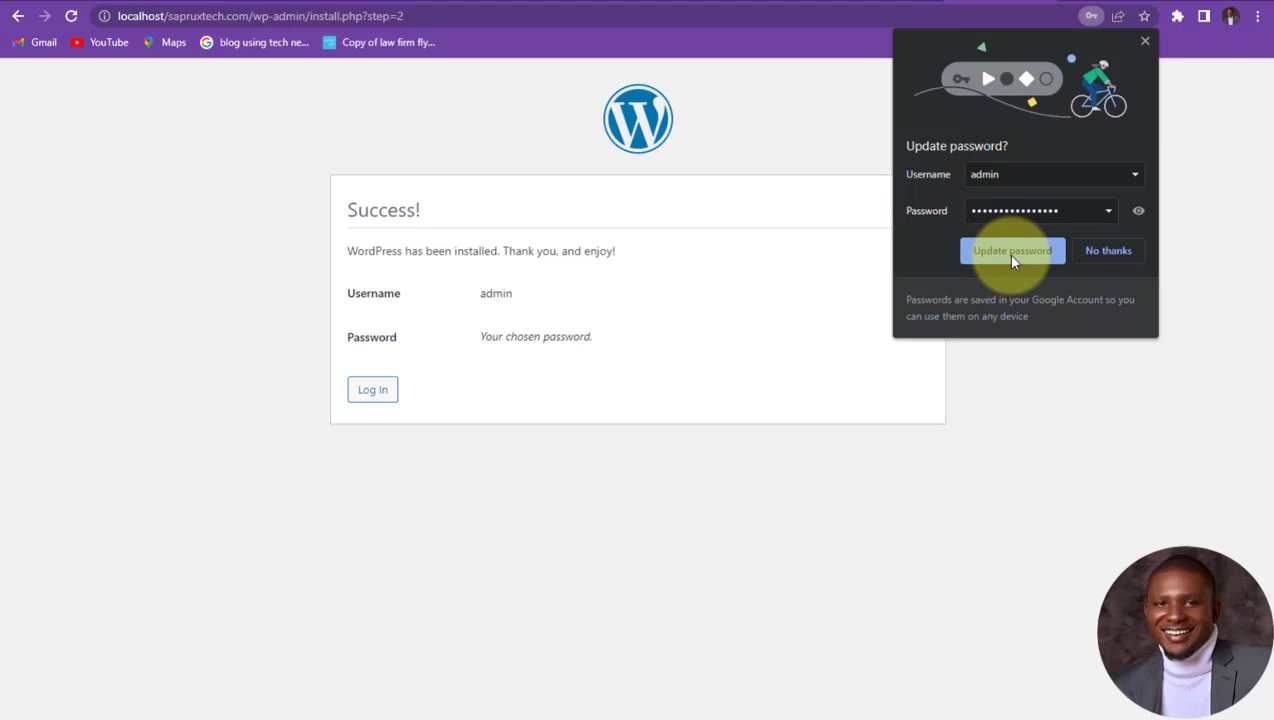 localhost/sapruxtech.com/wp-admin/install.php?step=2
Gmail YouTube Maps blog using tech ne... Copy of law firm fly...
Success!
WordPress has been installed. Thank you, and enjoy!
Username admin
Password Your chosen password.
Log In
Update password?
Username admin
Password ••••••••••••••••
Update password No thanks
Passwords are saved in your Google Account so you
can use them on any device